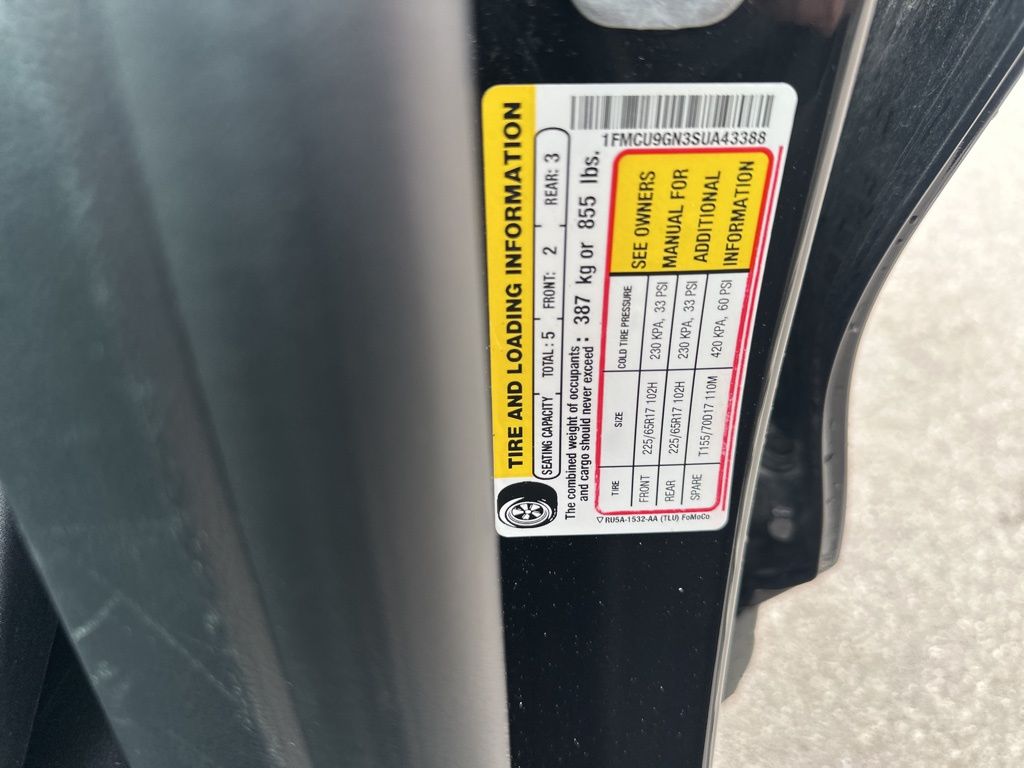 TIRE AND LOADING INFORMATION
SEATING CAPACITY TOTAL: 5 FRONT: 2 REAR: 3
The combined weight of occupants
and cargo should never exceed : 387 kg or 855 lbs.
1FMCU9GN3SUA43388
TIRE SIZE COLD TIRE PRESSURE
FRONT 225/65R17 102H 230 KPA, 33 PSI
REAR 225/65R17 102H 230 KPA, 33 PSI
SPARE T155/70D17 110M 420 KPA, 60 PSI
SEE OWNERS
MANUAL FOR
ADDITIONAL
INFORMATION
RU5A-1532-AA (TLU) FoMoCo